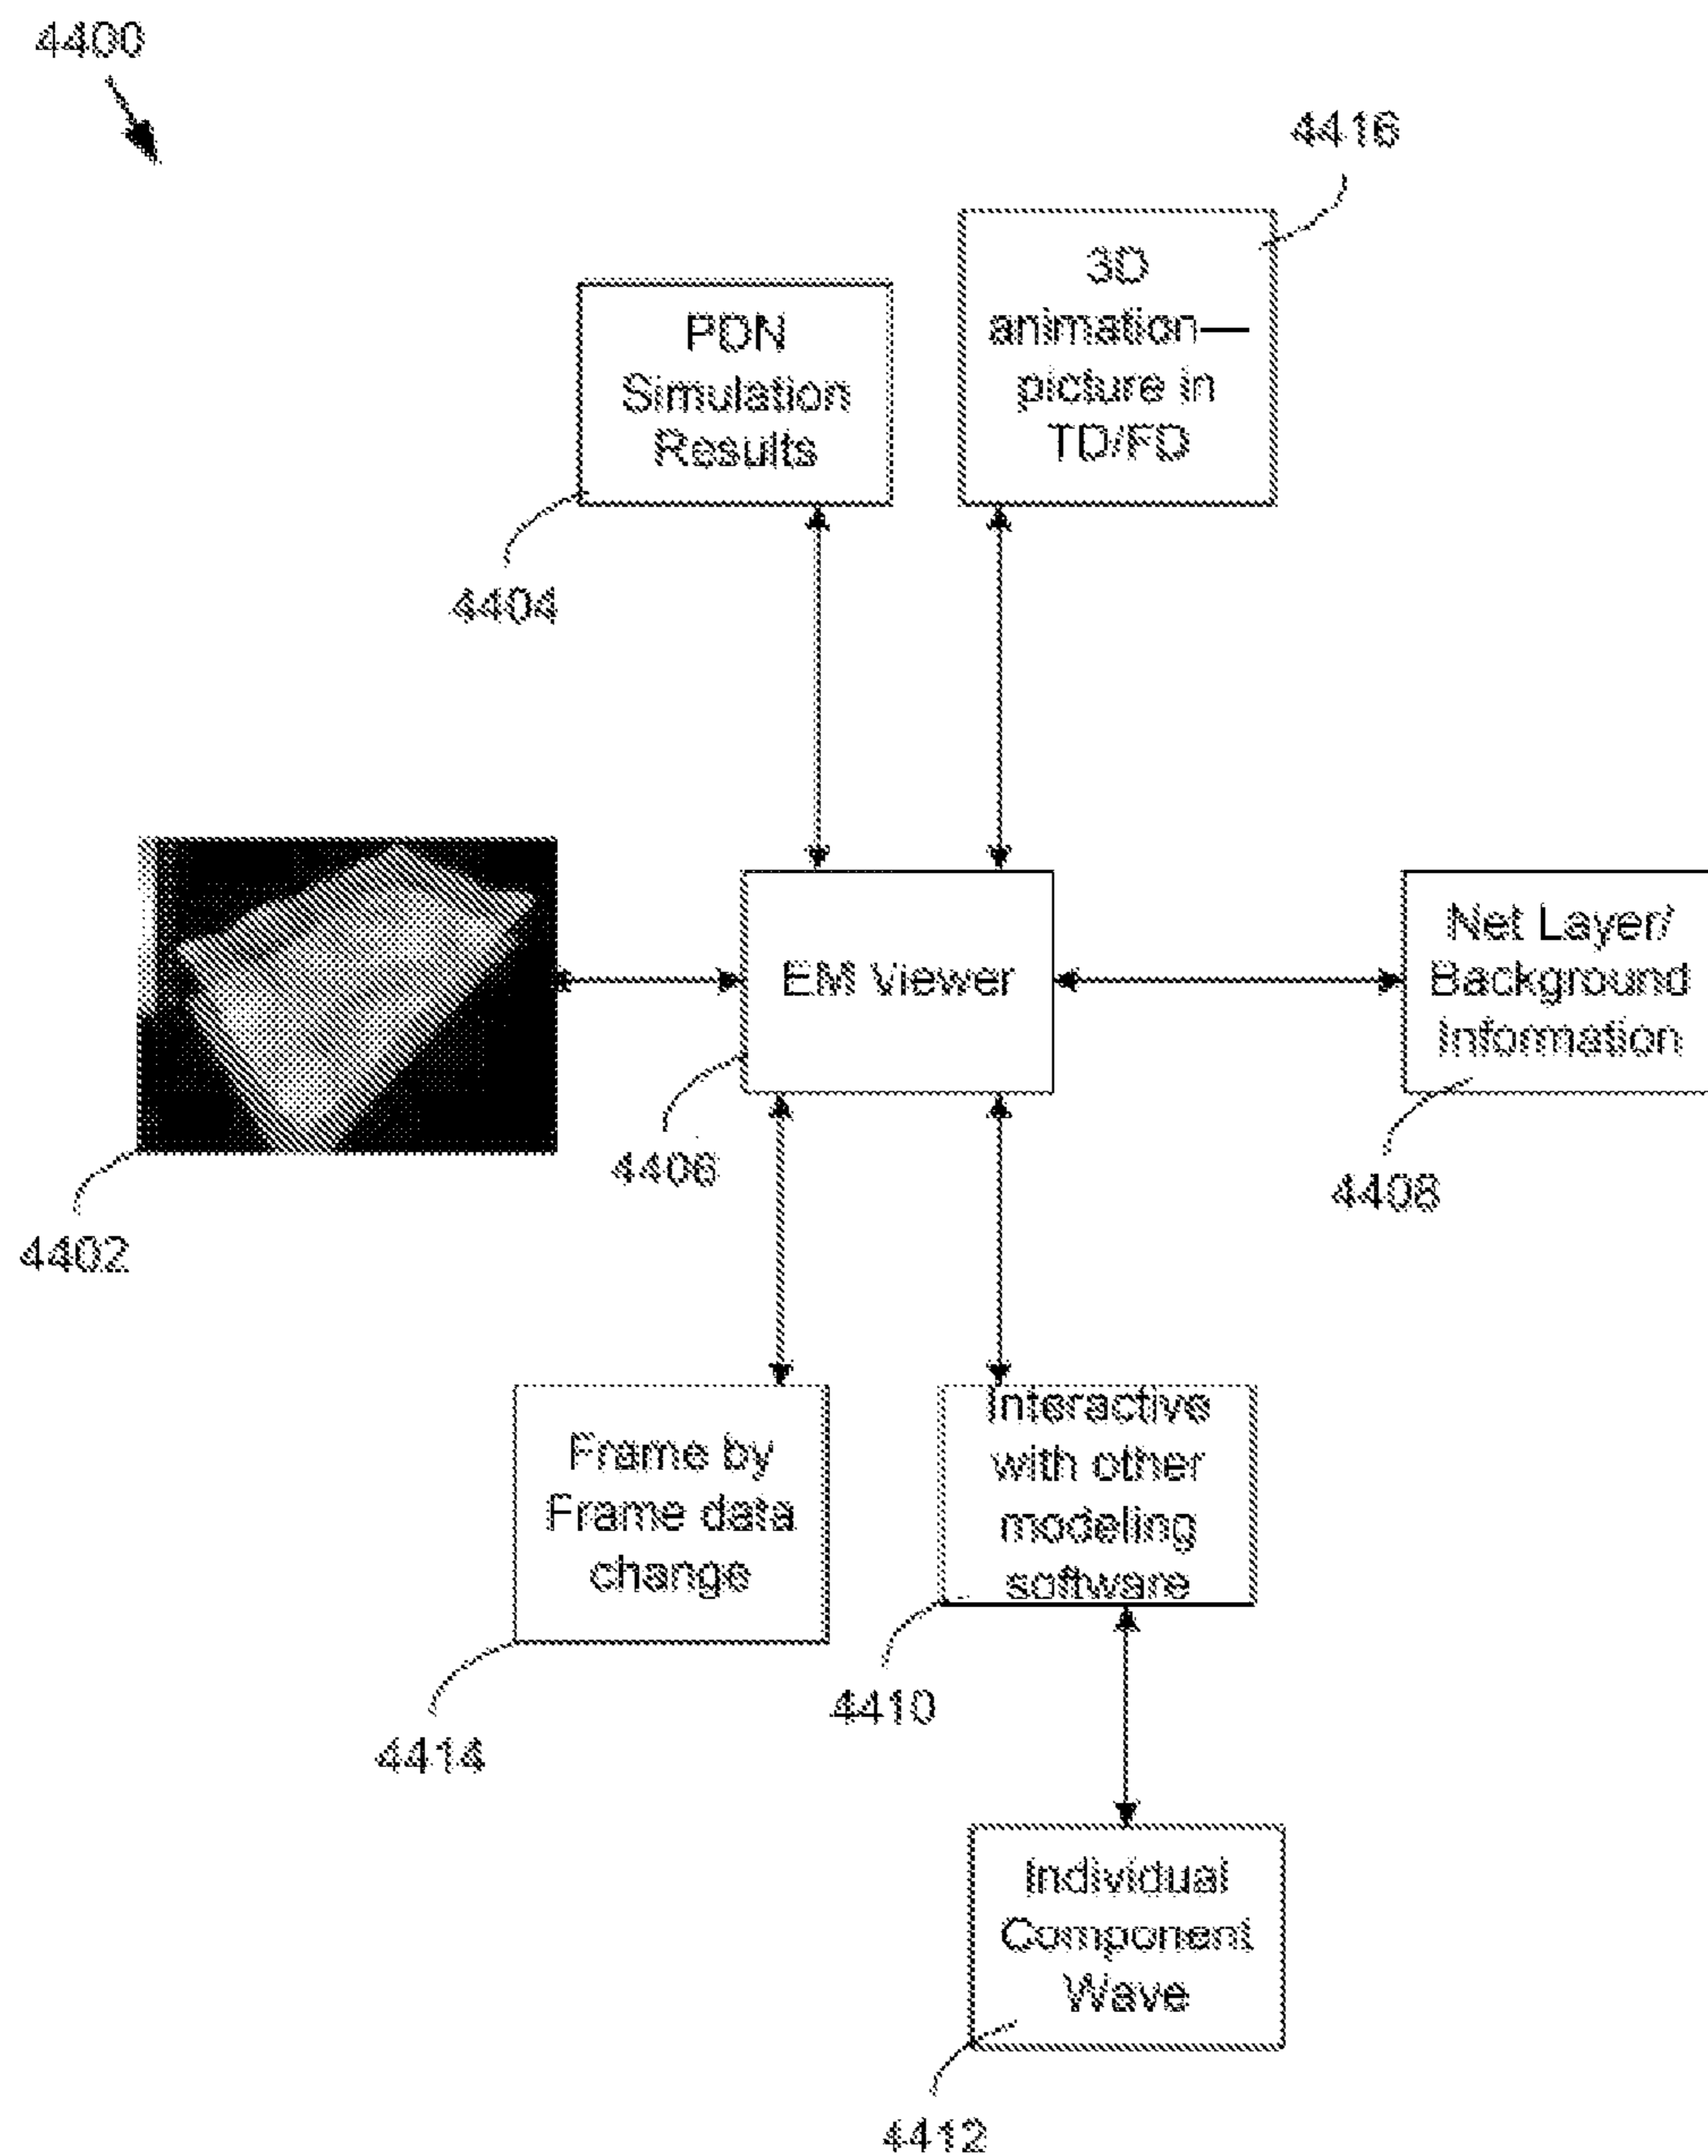 4400
4416
3D
animation—
picture in
TD/FD
PDN
Simulation
Results
4404
EM Viewer
Net Layer/
Background
Information
4406
4408
4402
Frame by
Frame data
change
Interactive
with other
modeling
software
4410
4414
Individual
Component
Wave
4412